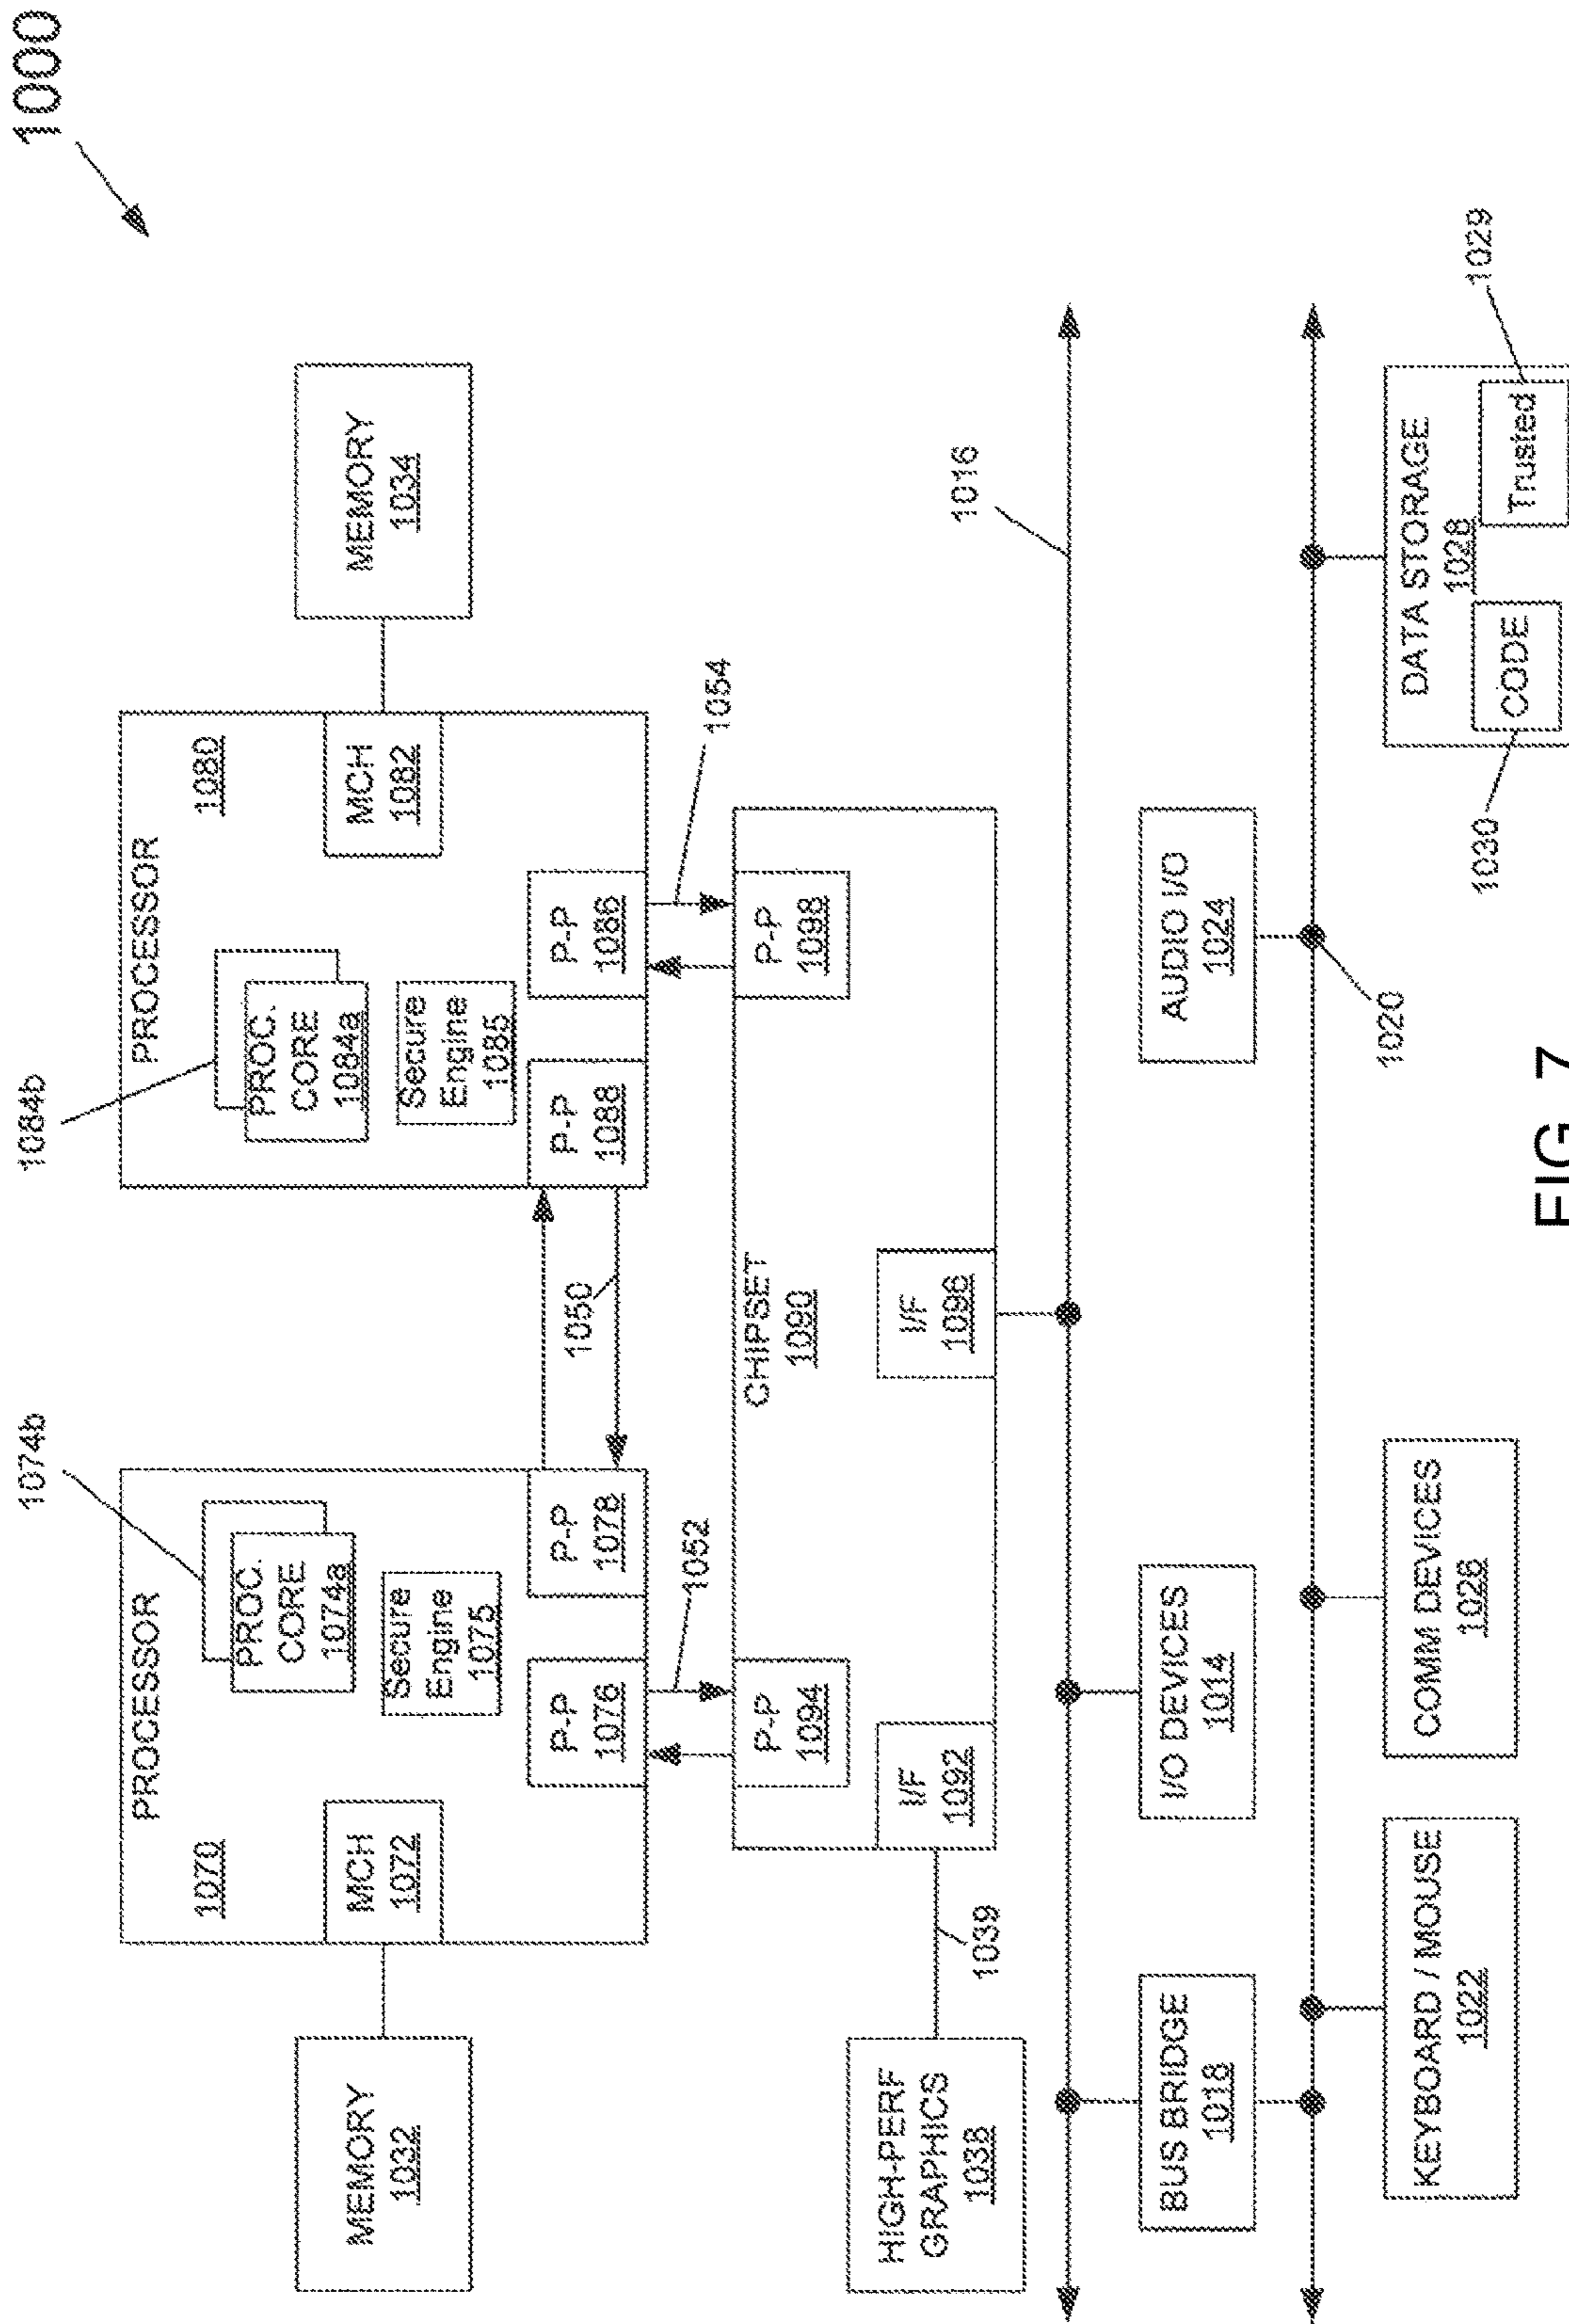 1000
1074b
1084b
PROCESSOR
1070
PROC.
CORE
1074a
Secure
Engine
1075
MCH
1072
P-P
1076
P-P
1078
MEMORY
1032
PROCESSOR
1080
PROC.
CORE
1084a
Secure
Engine
1085
MCH
1082
P-P
1088
P-P
1086
MEMORY
1034
1050
1052
1054
CHIPSET
1090
P-P
1094
P-P
1098
I/F
1092
I/F
1096
HIGH-PERF
GRAPHICS
1038
1039
1016
BUS BRIDGE
1018
I/O DEVICES
1014
AUDIO I/O
1024
1020
KEYBOARD / MOUSE
1022
COMM DEVICES
1026
DATA STORAGE
1028
CODE
Trusted
1030
1029
FIG. 7